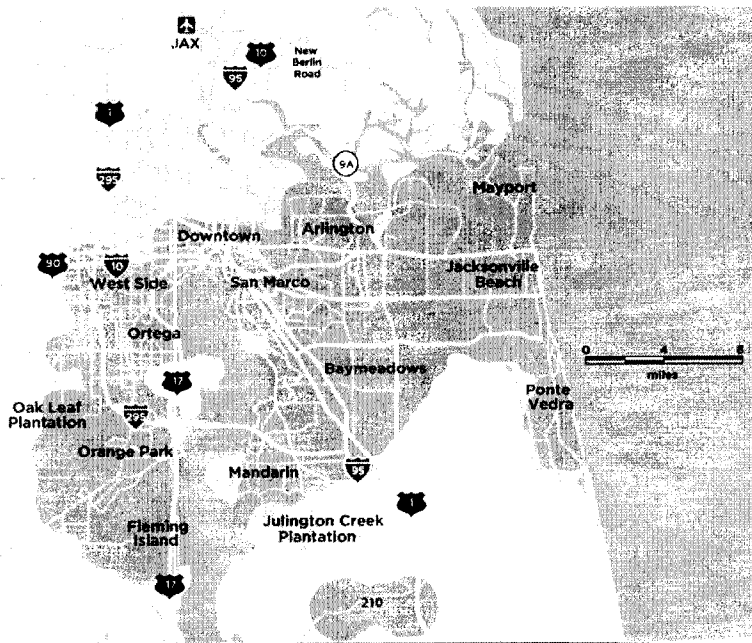 JAX
10
New
Berlin
Road
95
1
295
9A
Mayport
Downtown
Arlington
90
10
West Side
San Marco
Jacksonville
Beach
Ortega
0 4 8
miles
17
Baymeadows
Oak Leaf
Plantation
295
Ponte
Vedra
Orange Park
Mandarin
95
1
Julington Creek
Plantation
Fleming
Island
17
210